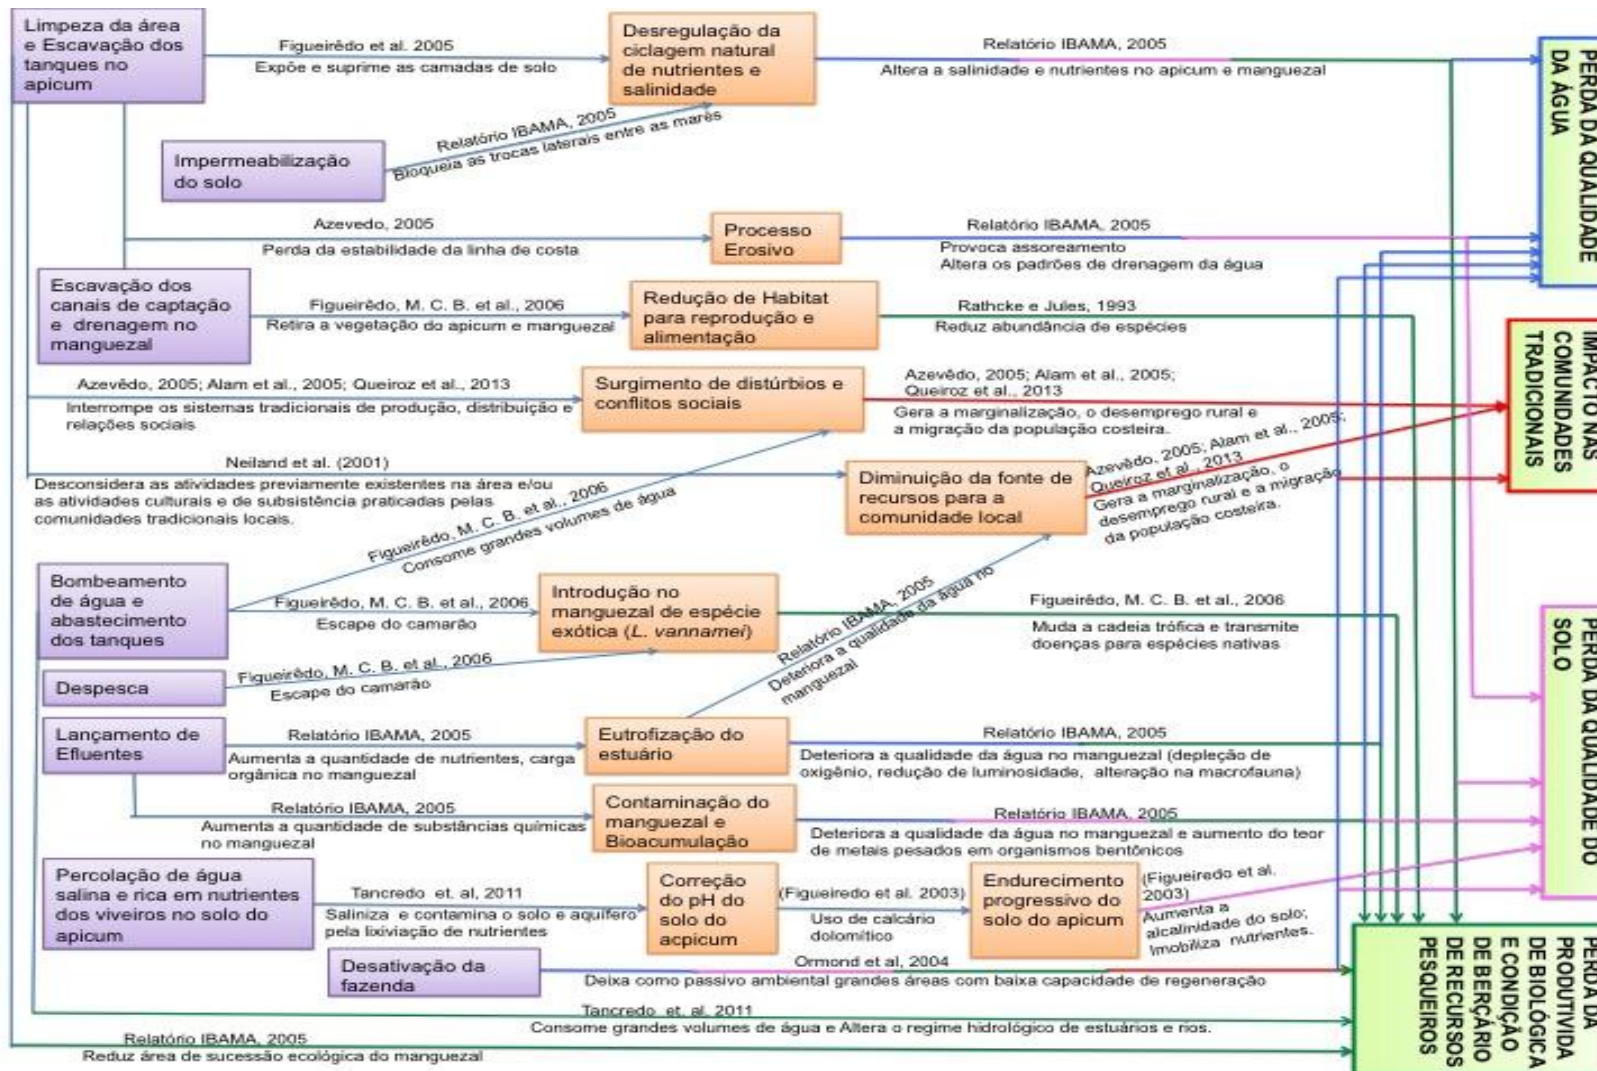 Limpeza da área
e Escavação dos
tanques no
apicum
Figueirêdo et al. 2005
Expõe e suprime as camadas de solo
Desregulação da
ciclagem natural
de nutrientes e
salinidade
Relatório IBAMA, 2005
Altera a salinidade e nutrientes no apicum e manguezal
PERDA DA QUALIDADE
DA ÁGUA
Impermeabilização
do solo
Relatório IBAMA, 2005
Bloqueia as trocas laterais entre as marés
Azevedo, 2005
Perda da estabilidade da linha de costa
Processo
Erosivo
Relatório IBAMA, 2005
Provoca assoreamento
Altera os padrões de drenagem da água
Escavação dos
canais de captação
e drenagem no
manguezal
Figueirêdo, M. C. B. et al., 2006
Retira a vegetação do apicum e manguezal
Redução de Habitat
para reprodução e
alimentação
Rathcke e Jules, 1993
Reduz abundância de espécies
IMPACTO NAS
COMUNIDADES
TRADICIONAIS
Azevêdo, 2005; Alam et al., 2005; Queiroz et al., 2013
Interrompe os sistemas tradicionais de produção, distribuição e
relações sociais
Surgimento de distúrbios e
conflitos sociais
Azevêdo, 2005; Alam et al., 2005;
Queiroz et al., 2013
Gera a marginalização, o desemprego rural e
a migração da população costeira.
Neiland et al. (2001)
Desconsidera as atividades previamente existentes na área e/ou
as atividades culturais e de subsistência praticadas pelas
comunidades tradicionais locais.
Figueirêdo, M. C. B. et al., 2006
Consome grandes volumes de água
Diminuição da fonte de
recursos para a
comunidade local
Azevêdo, 2005; Alam et al., 2005;
Queiroz et al., 2013
Gera a marginalização, o
desemprego rural e a migração
da população costeira.
Bombeamento
de água e
abastecimento
dos tanques
Figueirêdo, M. C. B. et al., 2006
Escape do camarão
Introdução no
manguezal de espécie
exótica (L. vannamei)
Relatório IBAMA, 2005
Deteriora a qualidade da água no
manguezal
Figueirêdo, M. C. B. et al., 2006
Muda a cadeia trófica e transmite
doenças para espécies nativas
PERDA DA QUALIDADE DO
SOLO
Despesca
Figueirêdo, M. C. B. et al., 2006
Escape do camarão
Lançamento de
Efluentes
Relatório IBAMA, 2005
Aumenta a quantidade de nutrientes, carga
orgânica no manguezal
Eutrofização do
estuário
Relatório IBAMA, 2005
Deteriora a qualidade da água no manguezal (depleção de
oxigênio, redução de luminosidade, alteração na macrofauna)
Relatório IBAMA, 2005
Aumenta a quantidade de substâncias químicas
no manguezal
Contaminação do
manguezal e
Bioacumulação
Relatório IBAMA, 2005
Deteriora a qualidade da água no manguezal e aumento do teor
de metais pesados em organismos bentônicos
Percolação de água
salina e rica em nutrientes
dos viveiros no solo do
apicum
Tancredo et. al, 2011
Saliniza e contamina o solo e aquífero
pela lixiviação de nutrientes
Correção
do pH do
solo do
acpicum
(Figueiredo et al. 2003)
Uso de calcário
dolomítico
Endurecimento
progressivo do
solo do apicum
(Figueiredo et al.
2003)
Aumenta a
alcalinidade do solo;
Imobiliza nutrientes.
Desativação da
fazenda
Ormond et al, 2004
Deixa como passivo ambiental grandes áreas com baixa capacidade de regeneração
PERDA DA
PRODUTIVIDA
DE BIOLÓGICA
E CONDIÇÃO
DE BERÇÁRIO
DE RECURSOS
PESQUEIROS
Tancredo et. al. 2011
Consome grandes volumes de água e Altera o regime hidrológico de estuários e rios.
Relatório IBAMA, 2005
Reduz área de sucessão ecológica do manguezal